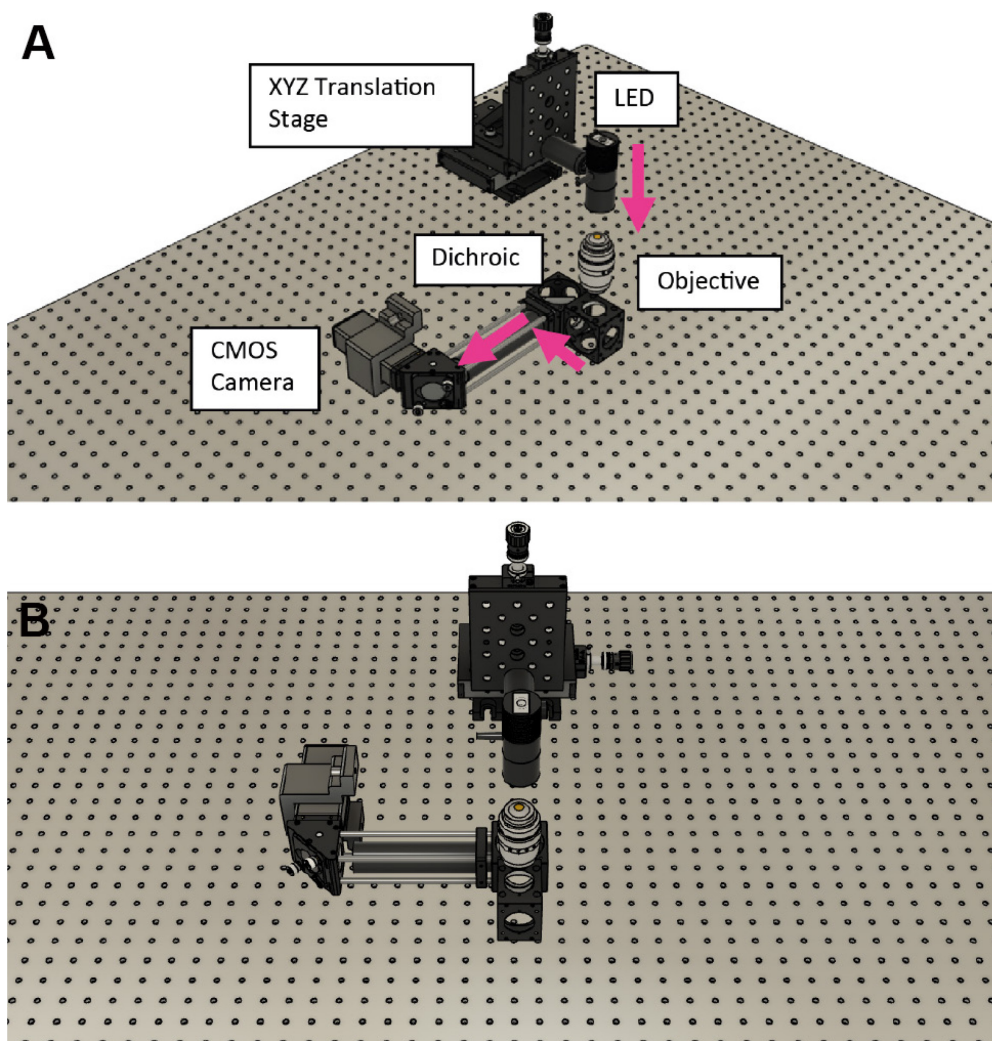 A
XYZ Translation
Stage
LED
Dichroic
Objective
CMOS
Camera
B